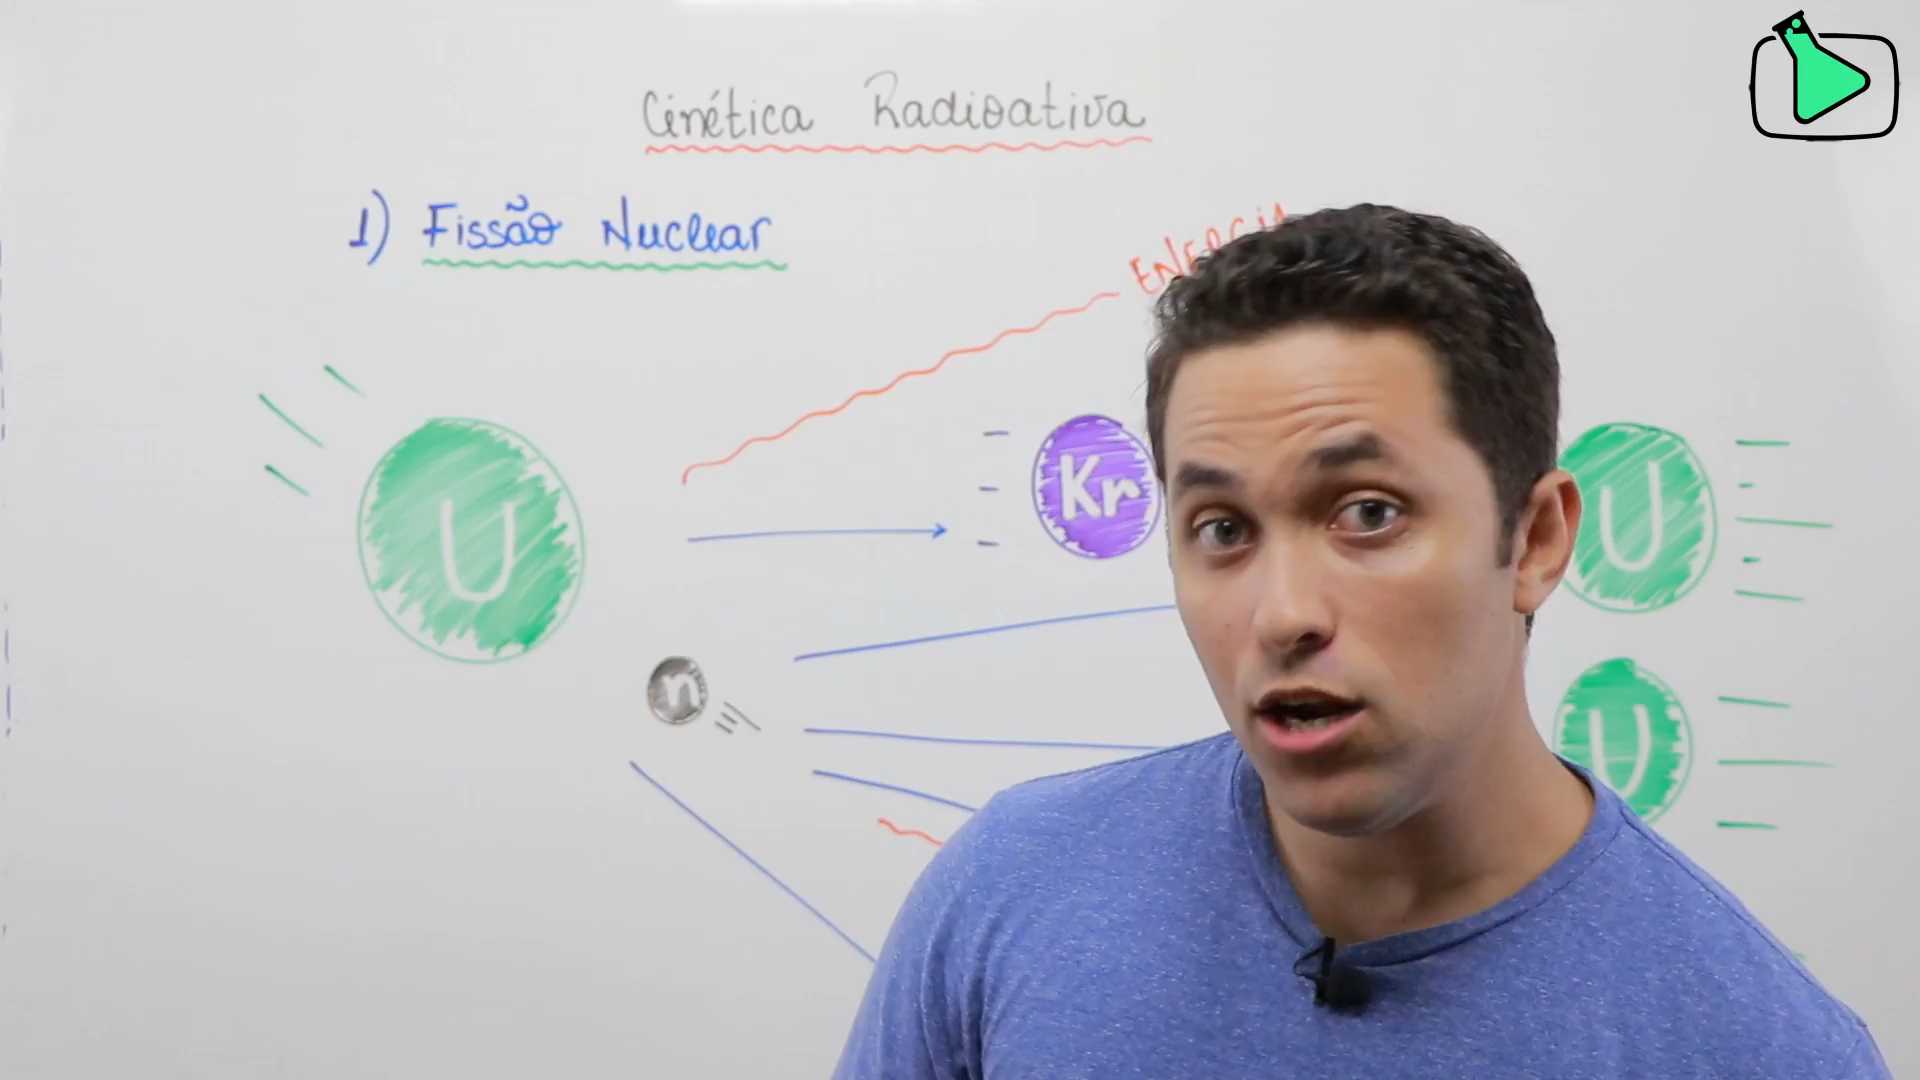 Cinética Radioativa
1) Fissão Nuclear
U
Kr
U
n
U